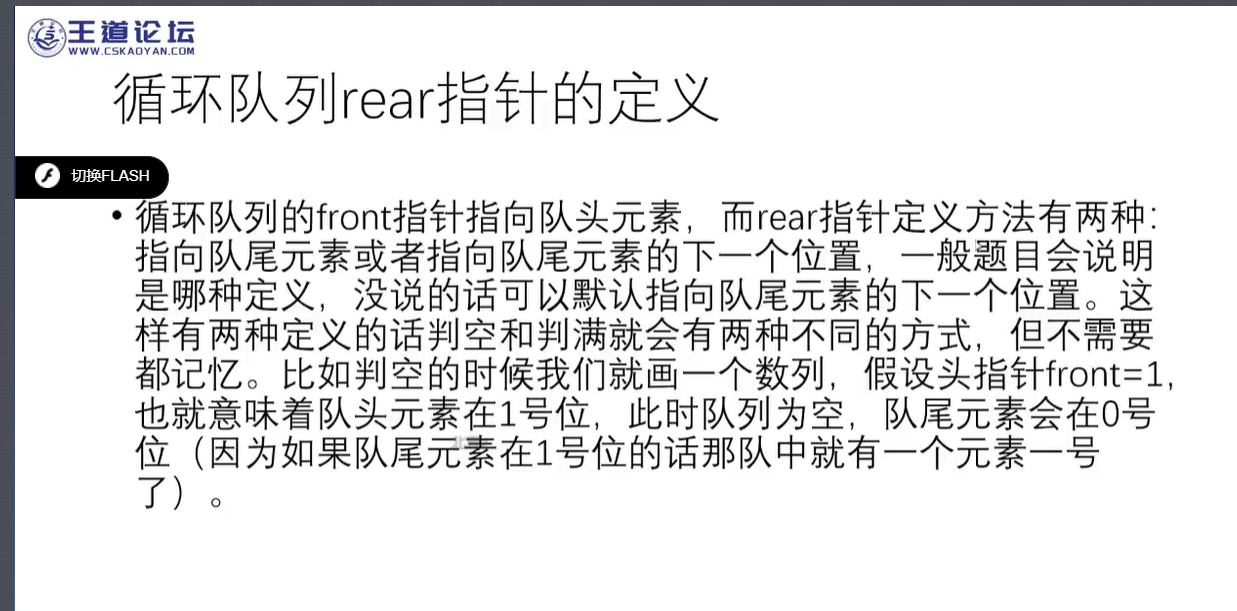 王道论坛
WWW.CSKAOYAN.COM
循环队列rear指针的定义
切换FLASH
• 循环队列的front指针指向队头元素，而rear指针定义方法有两种：
指向队尾元素或者指向队尾元素的下一个位置，一般题目会说明
是哪种定义，没说的话可以默认指向队尾元素的下一个位置。这
样有两种定义的话判空和判满就会有两种不同的方式，但不需要
都记忆。比如判空的时候我们就画一个数列，假设头指针front=1，
也就意味着队头元素在1号位，此时队列为空，队尾元素会在0号
位（因为如果队尾元素在1号位的话那队中就有一个元素一号
了）。